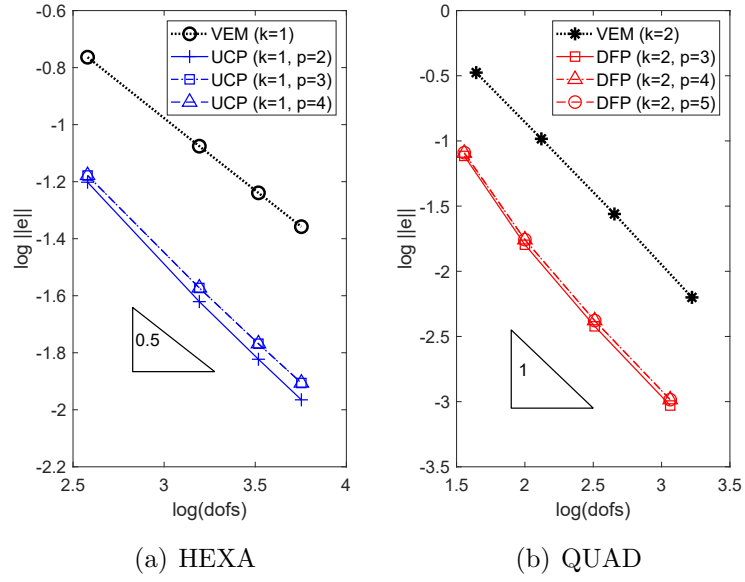 -0.6
-0.8
-1
-1.2
-1.4
-1.6
-1.8
-2
-2.2
log ||e||
VEM (k=1)
UCP (k=1, p=2)
UCP (k=1, p=3)
UCP (k=1, p=4)
0.5
2.5
3
3.5
4
log(dofs)
(a) HEXA
0
-0.5
-1
-1.5
-2
-2.5
-3
-3.5
log ||e||
VEM (k=2)
DFP (k=2, p=3)
DFP (k=2, p=4)
DFP (k=2, p=5)
1
1.5
2
2.5
3
3.5
log(dofs)
(b) QUAD